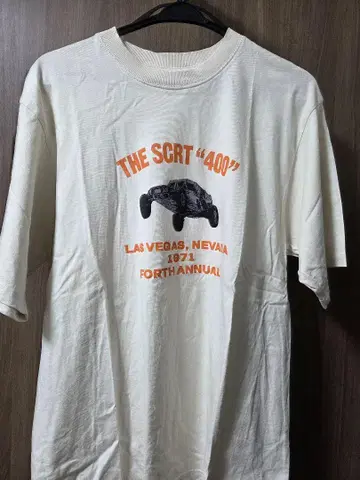 THE SCRT “400”
LAS VEGAS, NEVADA
1971
FORTH ANNUAL